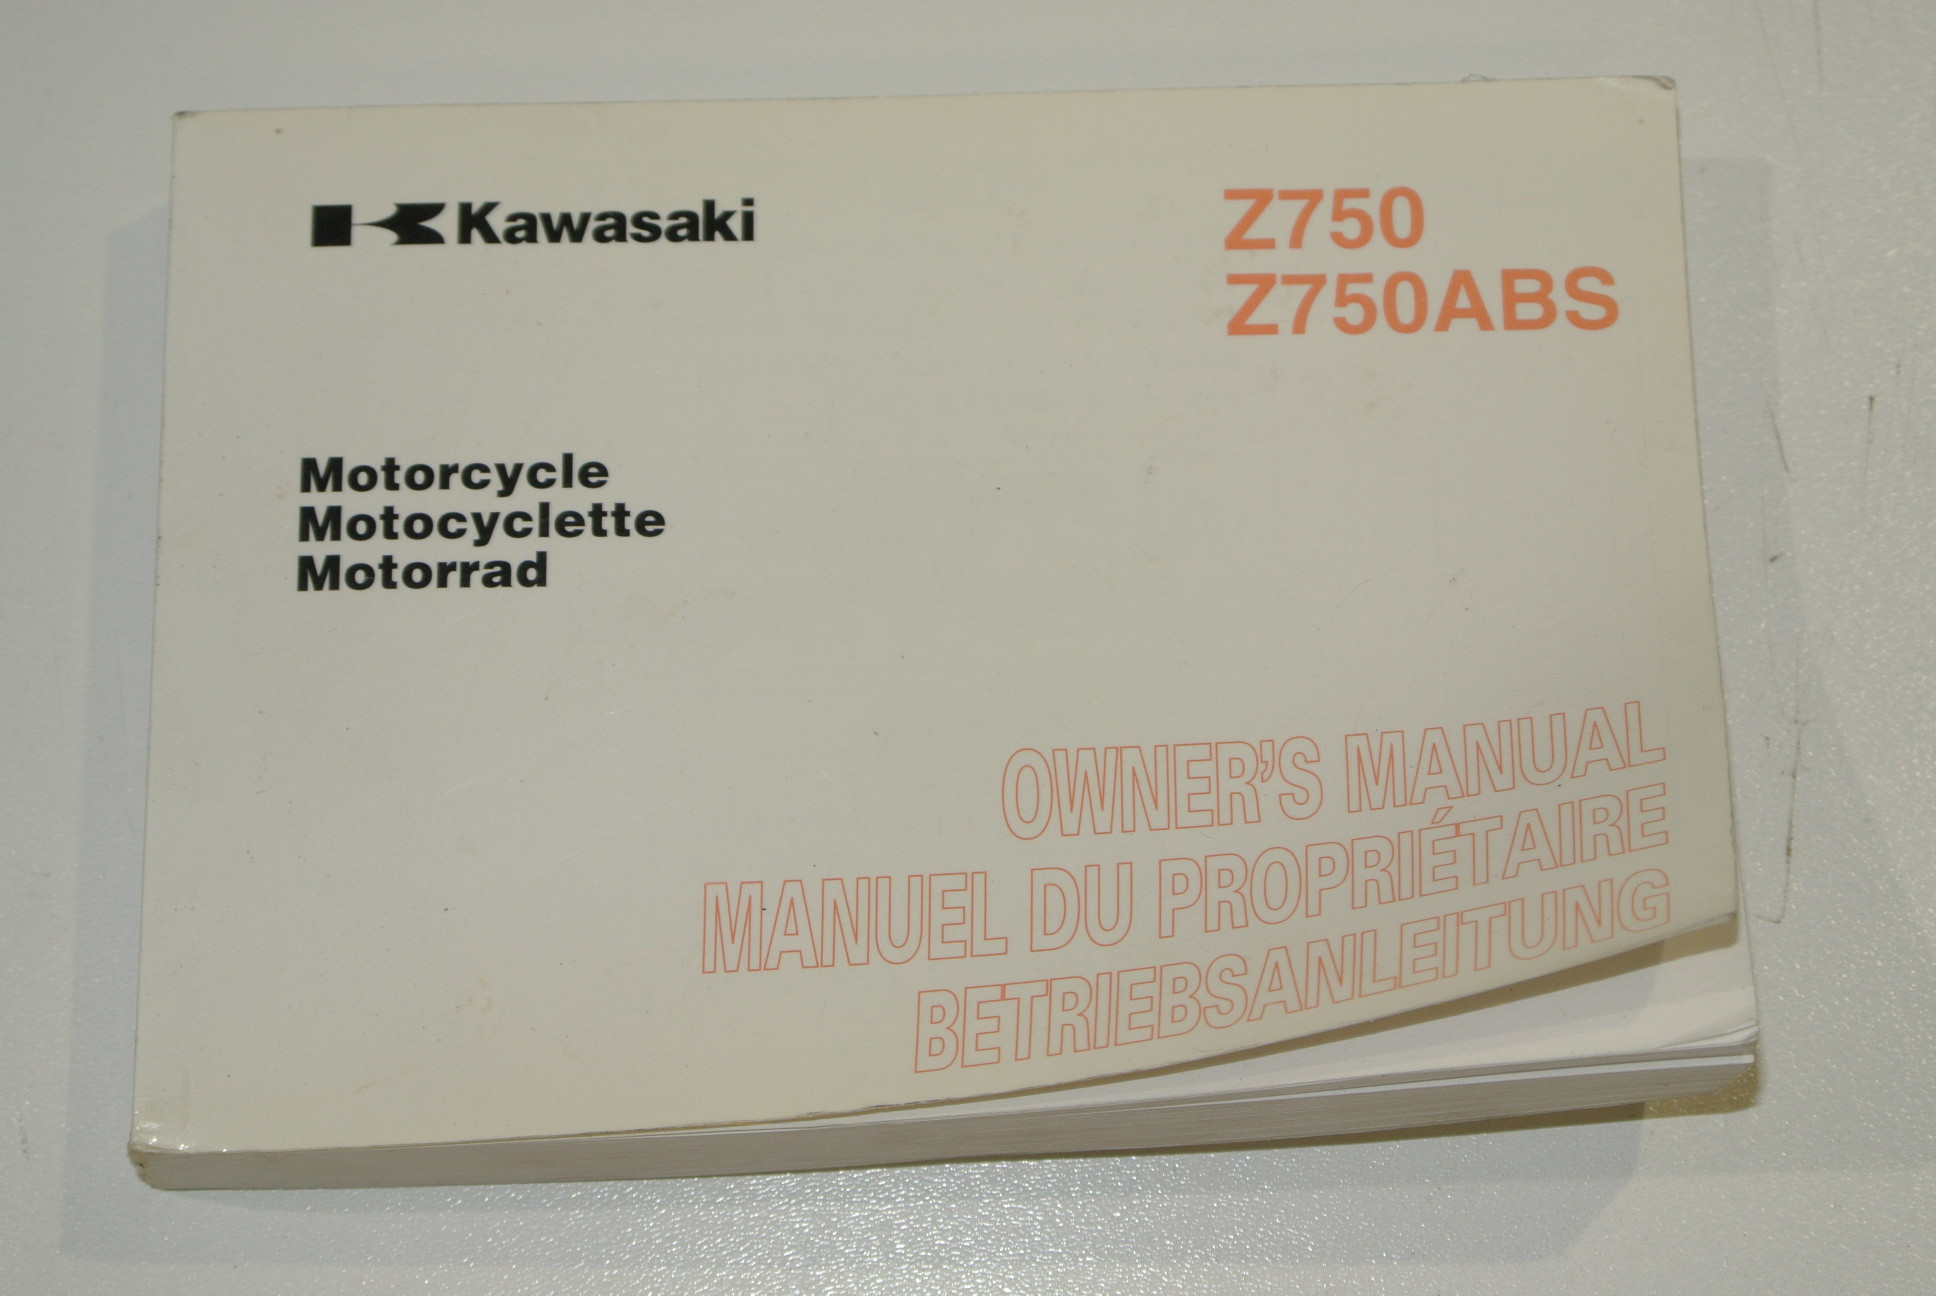 Kawasaki
Z750
Z750ABS
Motorcycle
Motocyclette
Motorrad
OWNER'S MANUAL
MANUEL DU PROPRIÉTAIRE
BETRIEBSANLEITUNG